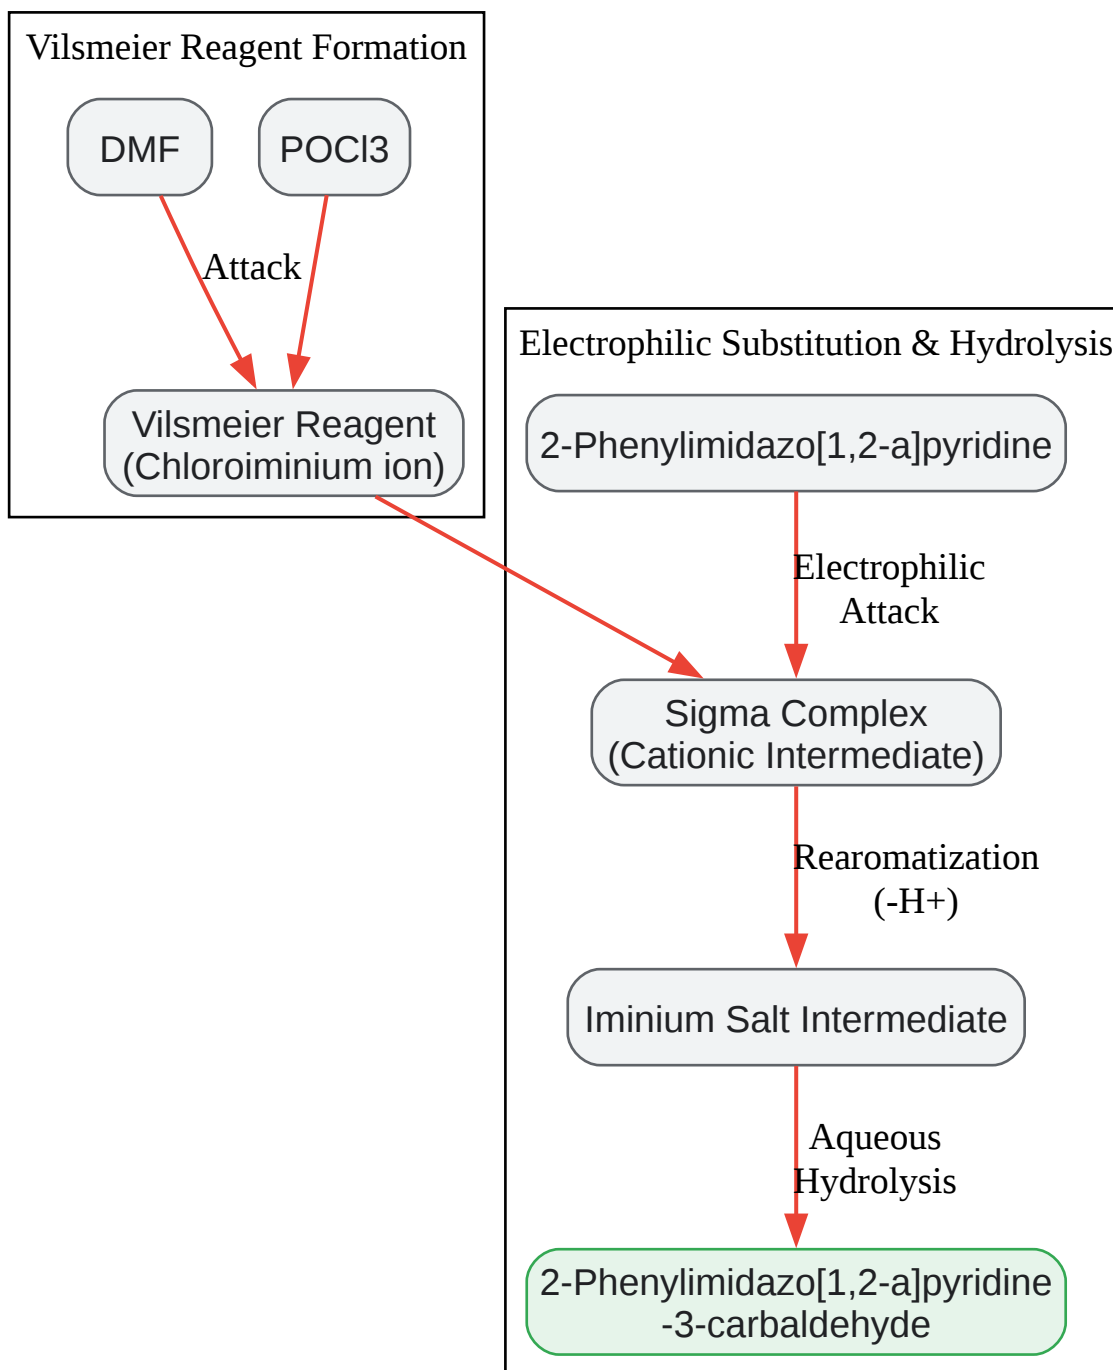 Vilsmeier Reagent Formation
DMF
POCl3
Attack
Vilsmeier Reagent
(Chloroiminium ion)
Electrophilic Substitution & Hydrolysis
2-Phenylimidazo[1,2-a]pyridine
Electrophilic
Attack
Sigma Complex
(Cationic Intermediate)
Rearomatization
(-H+)
Iminium Salt Intermediate
Aqueous
Hydrolysis
2-Phenylimidazo[1,2-a]pyridine
-3-carbaldehyde